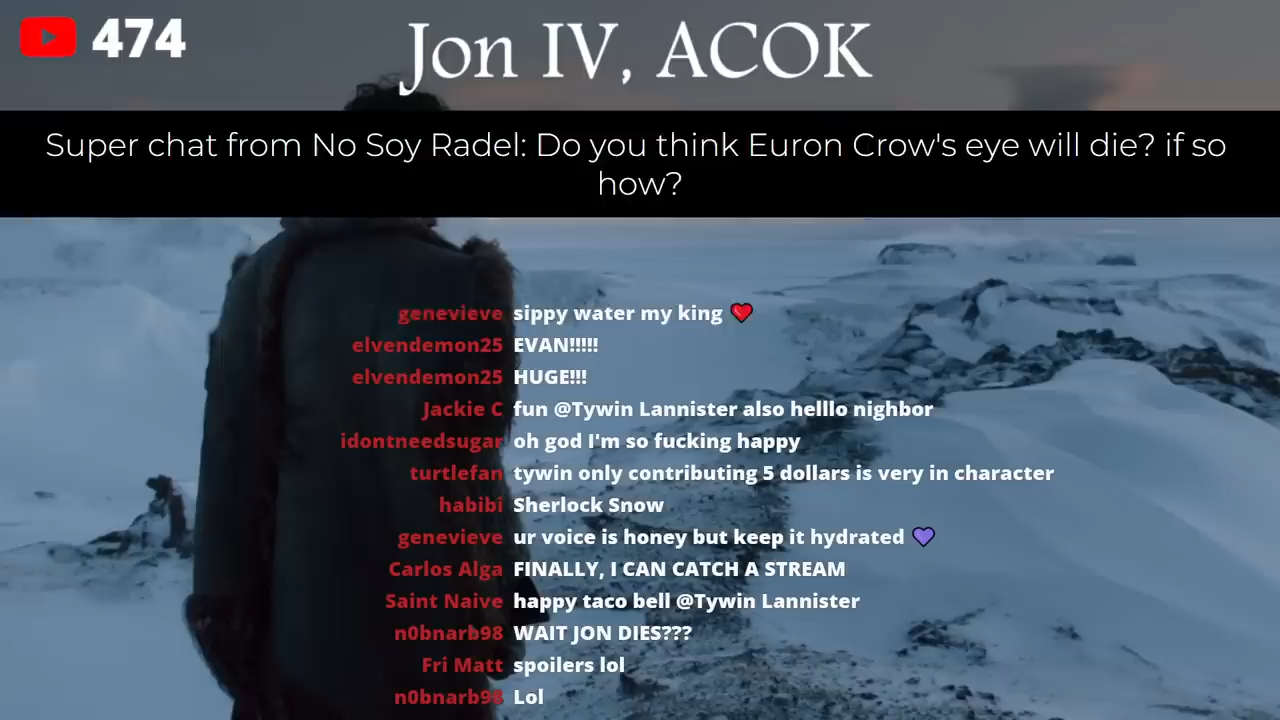 474
Jon IV, ACOK
Super chat from No Soy Radel: Do you think Euron Crow's eye will die? if so
how?
genevieve sippy water my king ❤️
elvendemon25 EVAN!!!!!
elvendemon25 HUGE!!!
Jackie C fun @Tywin Lannister also helllo nighbor
idontneedsugar oh god I'm so fucking happy
turtlefan tywin only contributing 5 dollars is very in character
habibi Sherlock Snow
genevieve ur voice is honey but keep it hydrated 💜
Carlos Alga FINALLY, I CAN CATCH A STREAM
Saint Naive happy taco bell @Tywin Lannister
n0bnarb98 WAIT JON DIES???
Fri Matt spoilers lol
n0bnarb98 Lol